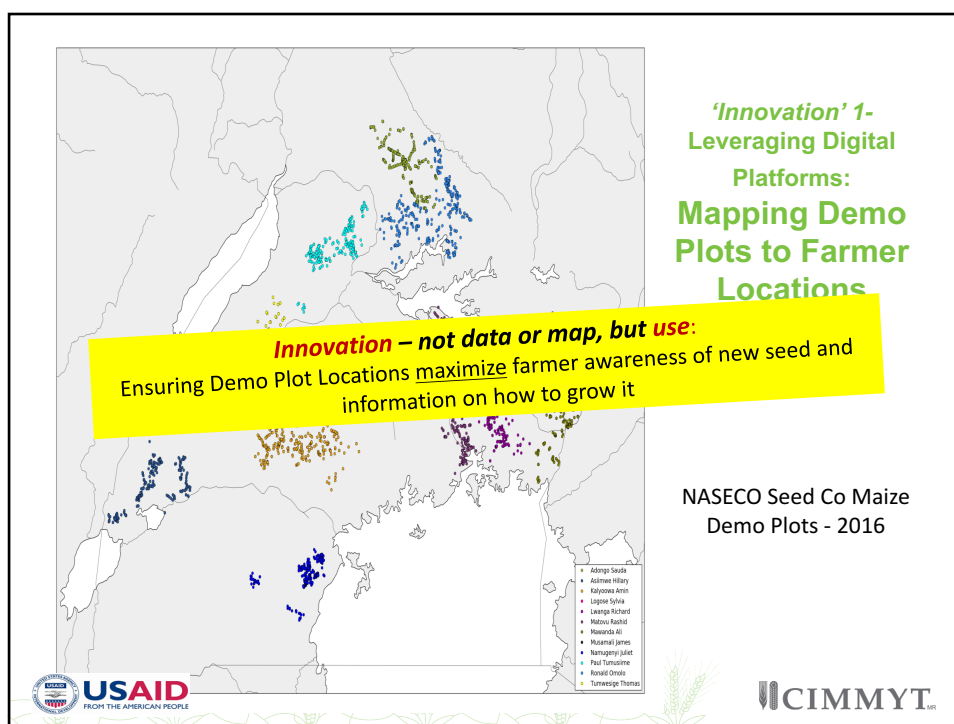 ‘Innovation’ 1-
Leveraging Digital
Platforms:
Mapping Demo
Plots to Farmer
Locations
Innovation – not data or map, but use:
Ensuring Demo Plot Locations maximize farmer awareness of new seed and
information on how to grow it
NASECO Seed Co Maize
Demo Plots - 2016
Adongo Sauda
Asiimwe Hillary
Kalyoowa Amin
Logose Sylvia
Lwanga Richard
Matovu Rashid
Mawanda Ali
Musamali James
Namugenyi Juliet
Paul Tumusiime
Ronald Omolo
Tumwesige Thomas
USAID
FROM THE AMERICAN PEOPLE
CIMMYT
MR